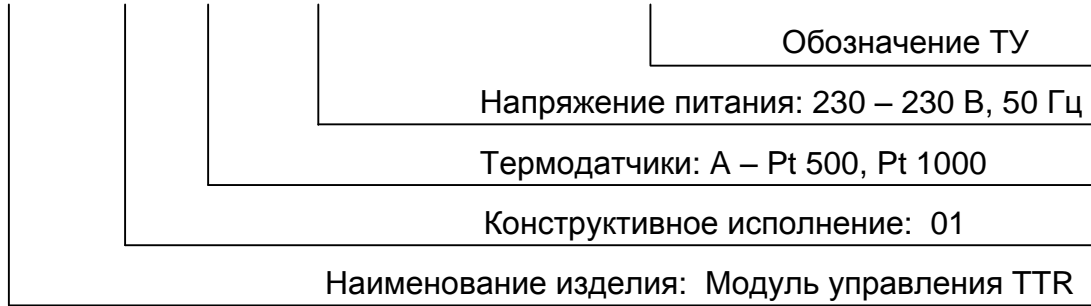 Обозначение ТУ
Напряжение питания: 230 – 230 В, 50 Гц
Термодатчики: А – Pt 500, Pt 1000
Конструктивное исполнение: 01
Наименование изделия: Модуль управления TTR